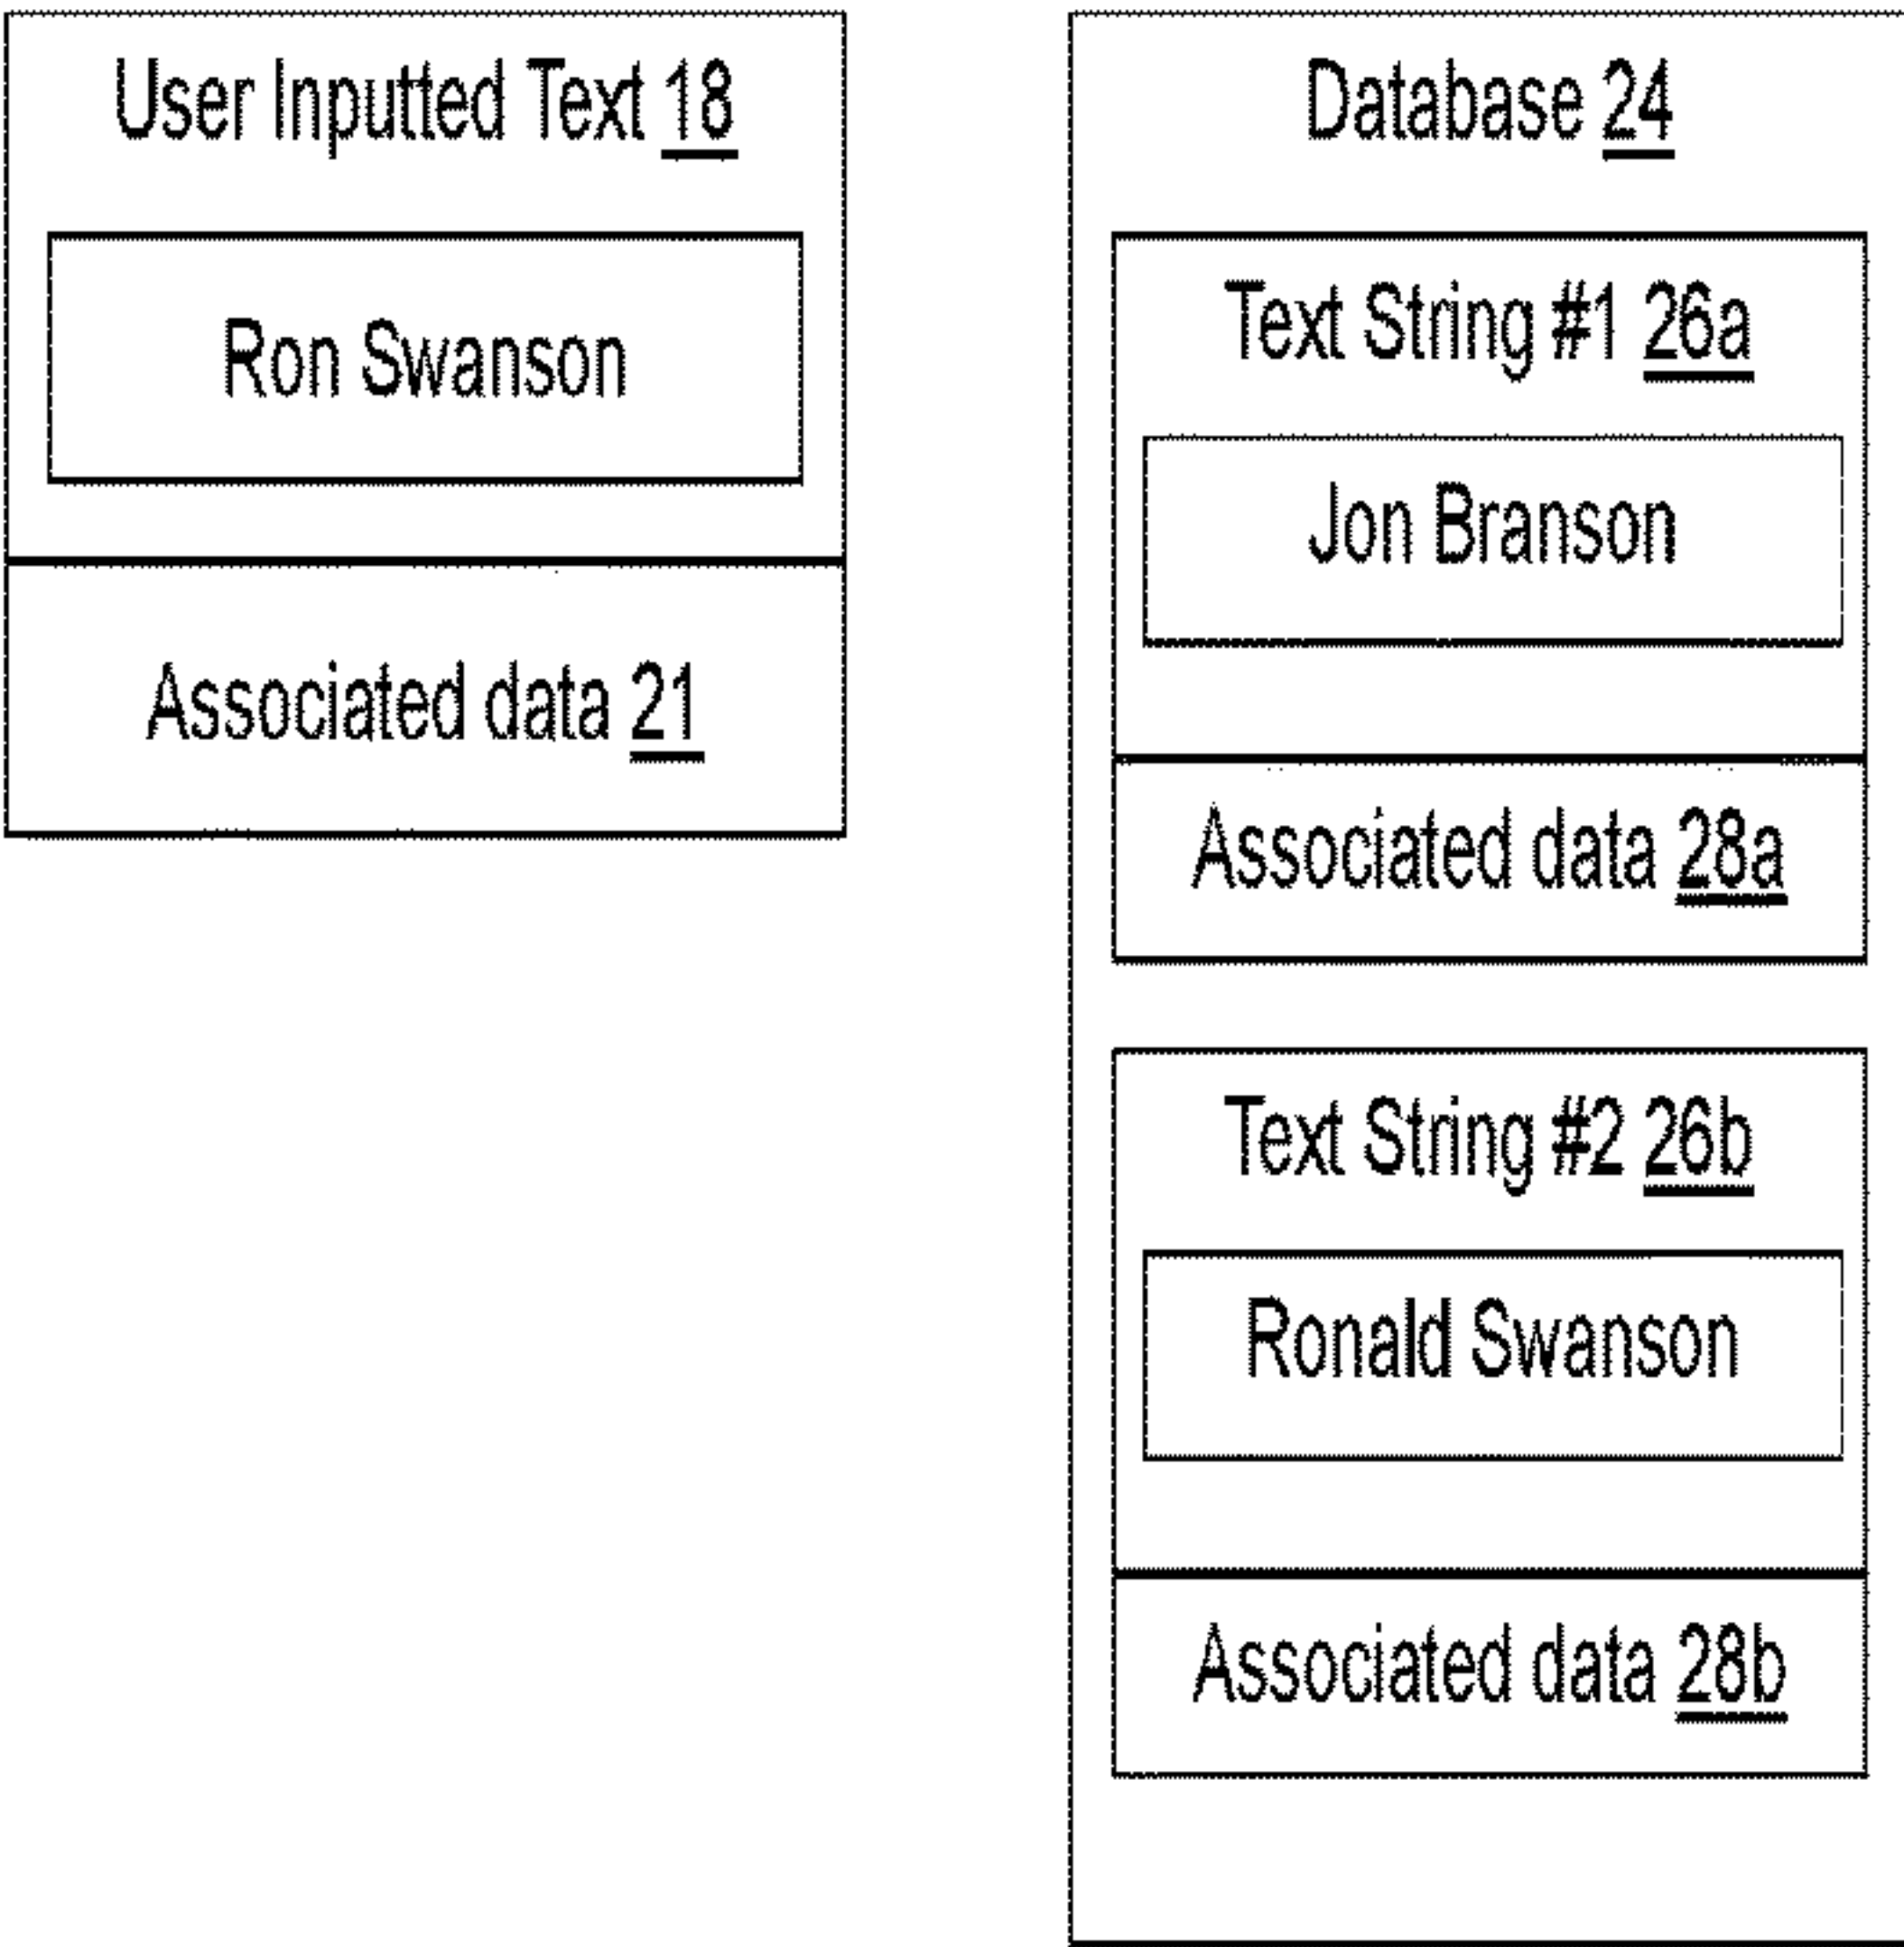 User Inputted Text 18
Ron Swanson
Associated data 21
Database 24
Text String #1 26a
Jon Branson
Associated data 28a
Text String #2 26b
Ronald Swanson
Associated data 28b